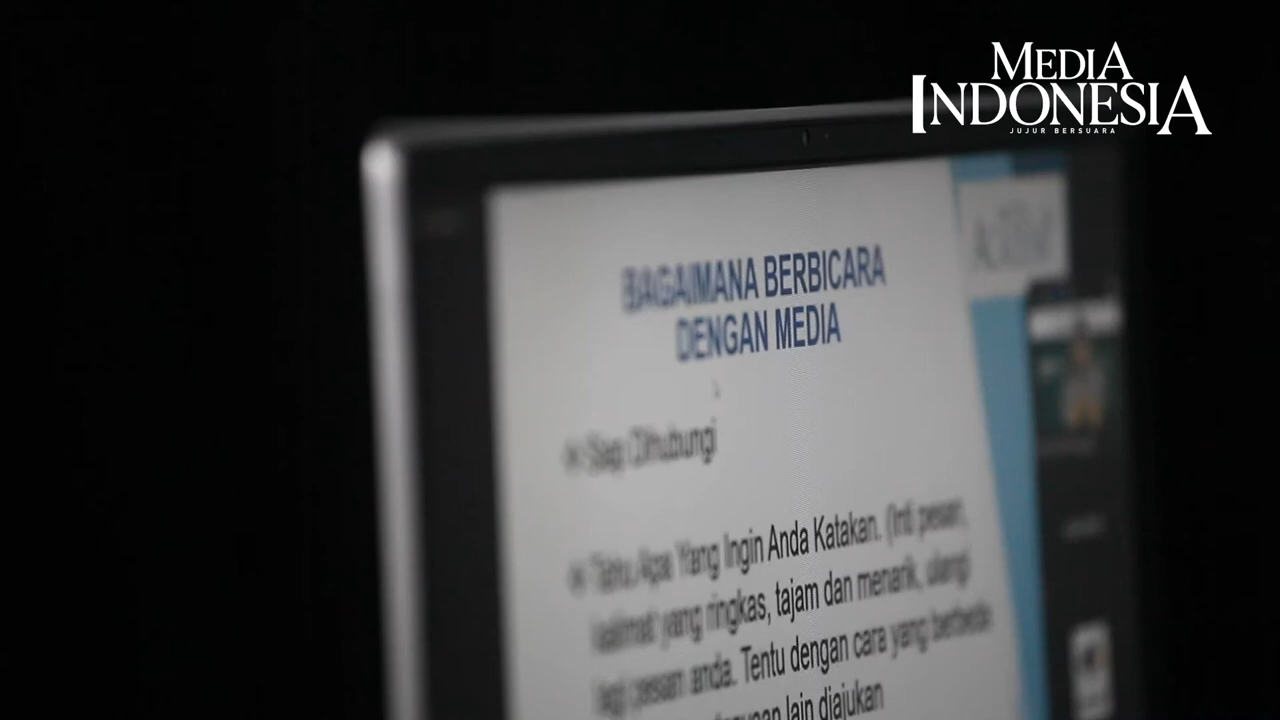 MEDIA
INDONESIA
JUJUR BERSUARA
BAGAIMANA BERBICARA
DENGAN MEDIA
Siap Dihubungi
Tahu Apa Yang Ingin Anda Katakan. (Inti pesan,
kalimat yang ringkas, tajam dan menarik, ulangi
lagi pesan anda. Tentu dengan cara yang berbeda
lain diajukan